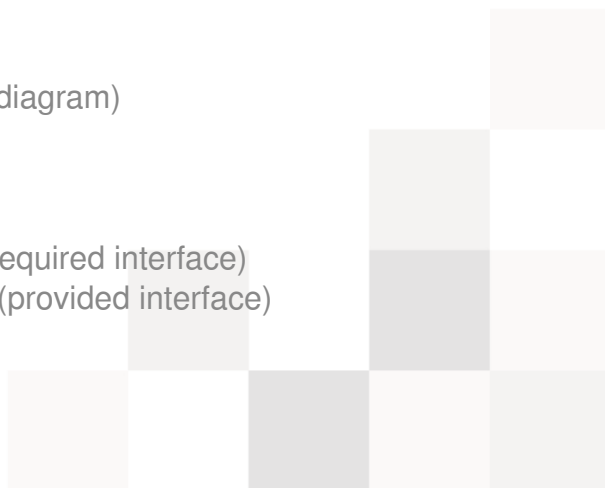 diagram)
equired interface)
(provided interface)